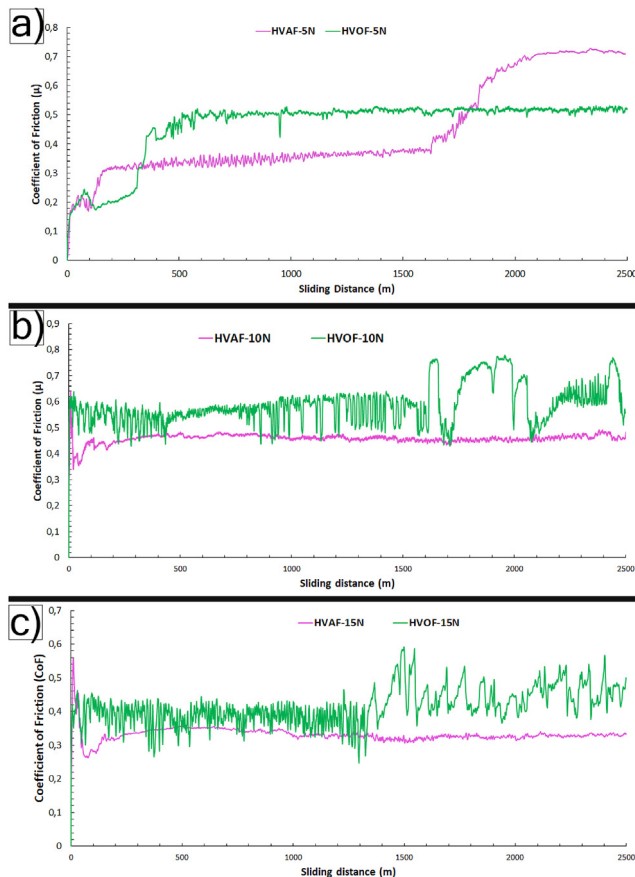 a)
HVAF-5N HVOF-5N
Coefficient of Friction (μ)
0,8
0,7
0,6
0,5
0,4
0,3
0,2
0,1
0
0 500 1000 1500 2000 2500
Sliding Distance (m)
b)
HVAF-10N HVOF-10N
Coefficient of Friction (μ)
0,9
0,8
0,7
0,6
0,5
0,4
0,3
0,2
0,1
0
0 500 1000 1500 2000 2500
Sliding distance (m)
c)
HVAF-15N HVOF-15N
Coefficient of Friction (CoF)
0,7
0,6
0,5
0,4
0,3
0,2
0,1
0
0 500 1000 1500 2000 2500
Sliding distance (m)